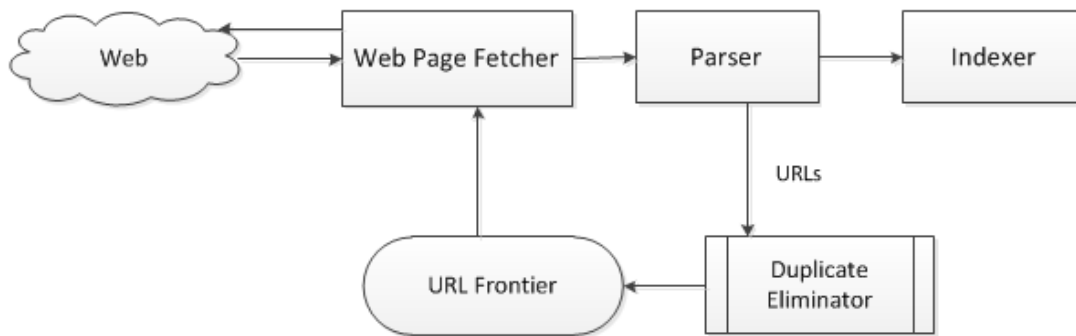 Web
Web Page Fetcher
Parser
Indexer
URLs
URL Frontier
Duplicate
Eliminator